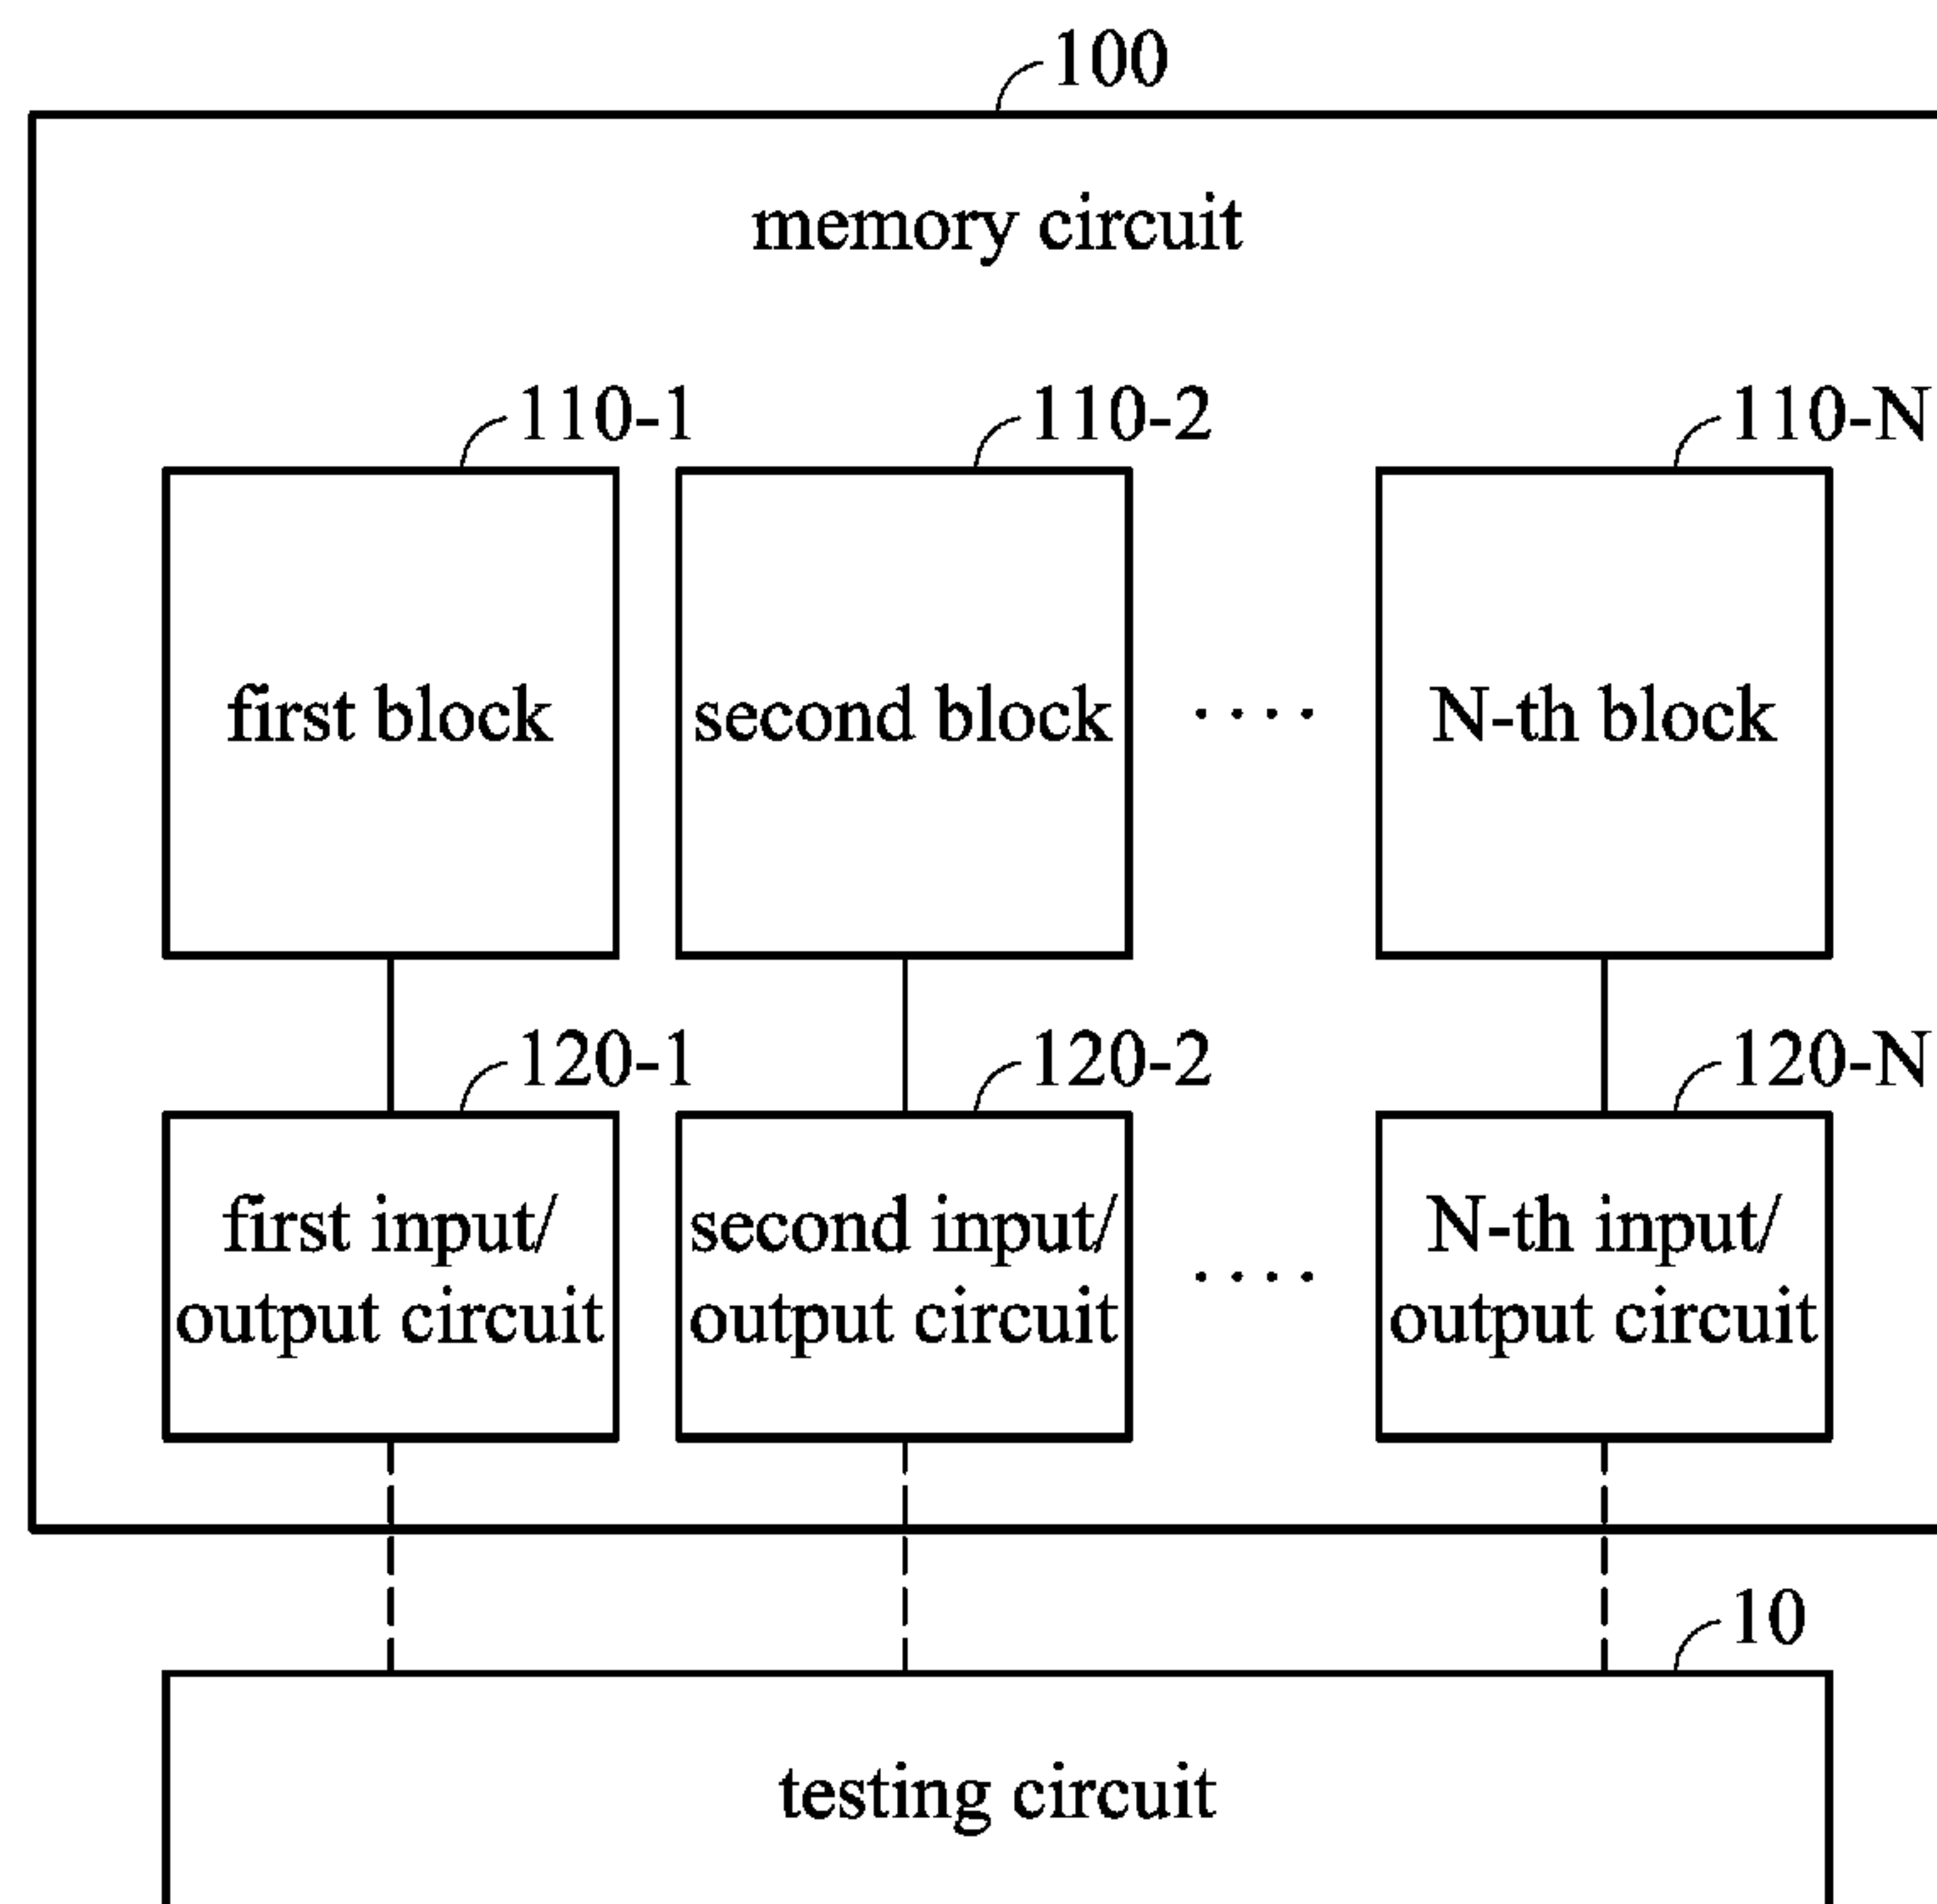 100
memory circuit
110-1
110-2
110-N
first block
second block
....
N-th block
120-1
120-2
120-N
first input/
output circuit
second input/
output circuit
....
N-th input/
output circuit
10
testing circuit